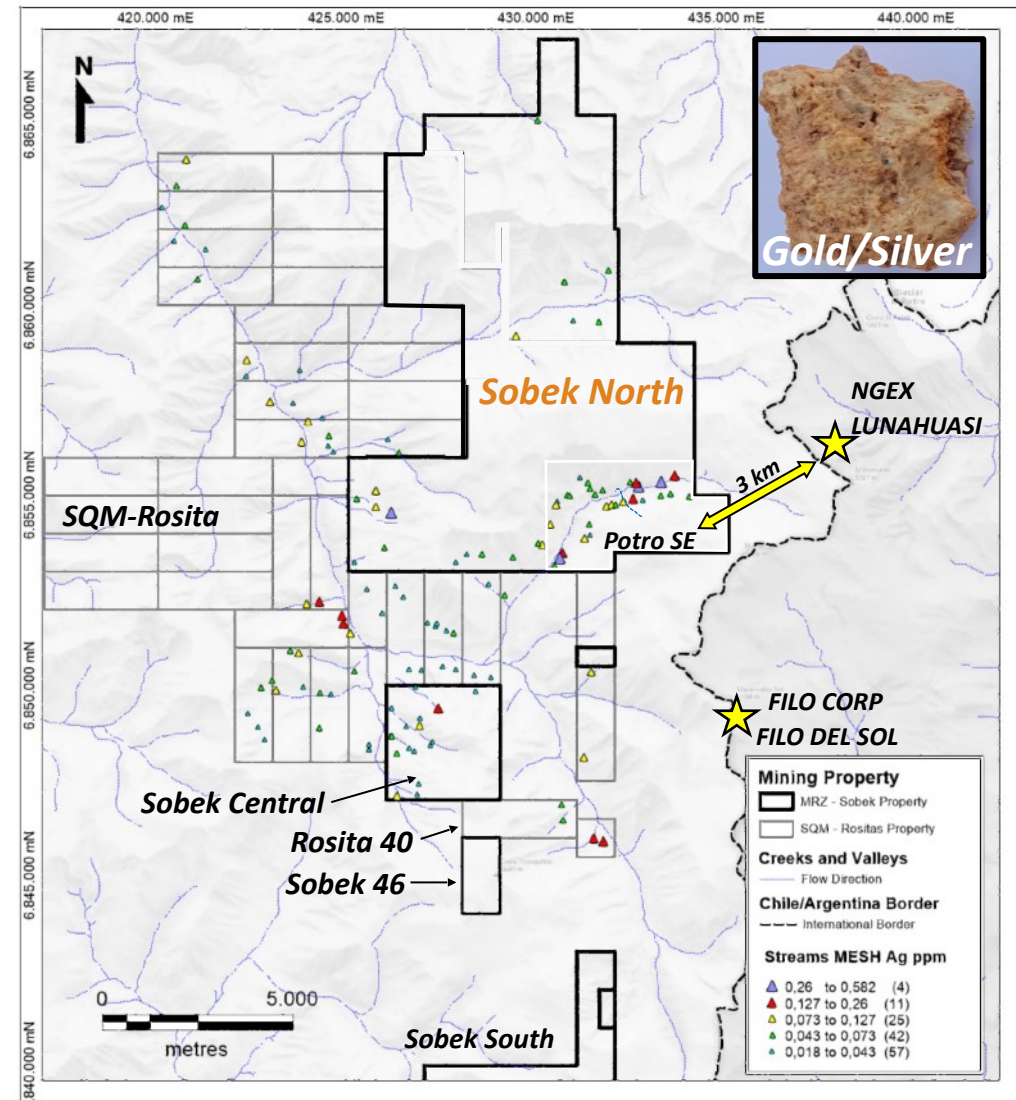 420.000 mE 425.000 mE 430.000 mE 435.000 mE 440.000 mE
N
6.865.000 mN
Gold/Silver
6.860.000 mN
Sobek North
NGEX
LUNAHUASI
3 km
6.855.000 mN
SQM-Rosita
Potro SE
6.850.000 mN
FILO CORP
FILO DEL SOL
Sobek Central
Rosita 40
Sobek 46
6.845.000 mN
Sobek South
6.840.000 mN
0 5.000
metres
Mining Property
MRZ - Sobek Property
SQM - Rositas Property
Creeks and Valleys
Flow Direction
Chile/Argentina Border
International Border
Streams MESH Ag ppm
0,26 to 0,582 (4)
0,127 to 0,26 (11)
0,073 to 0,127 (25)
0,043 to 0,073 (42)
0,018 to 0,043 (57)